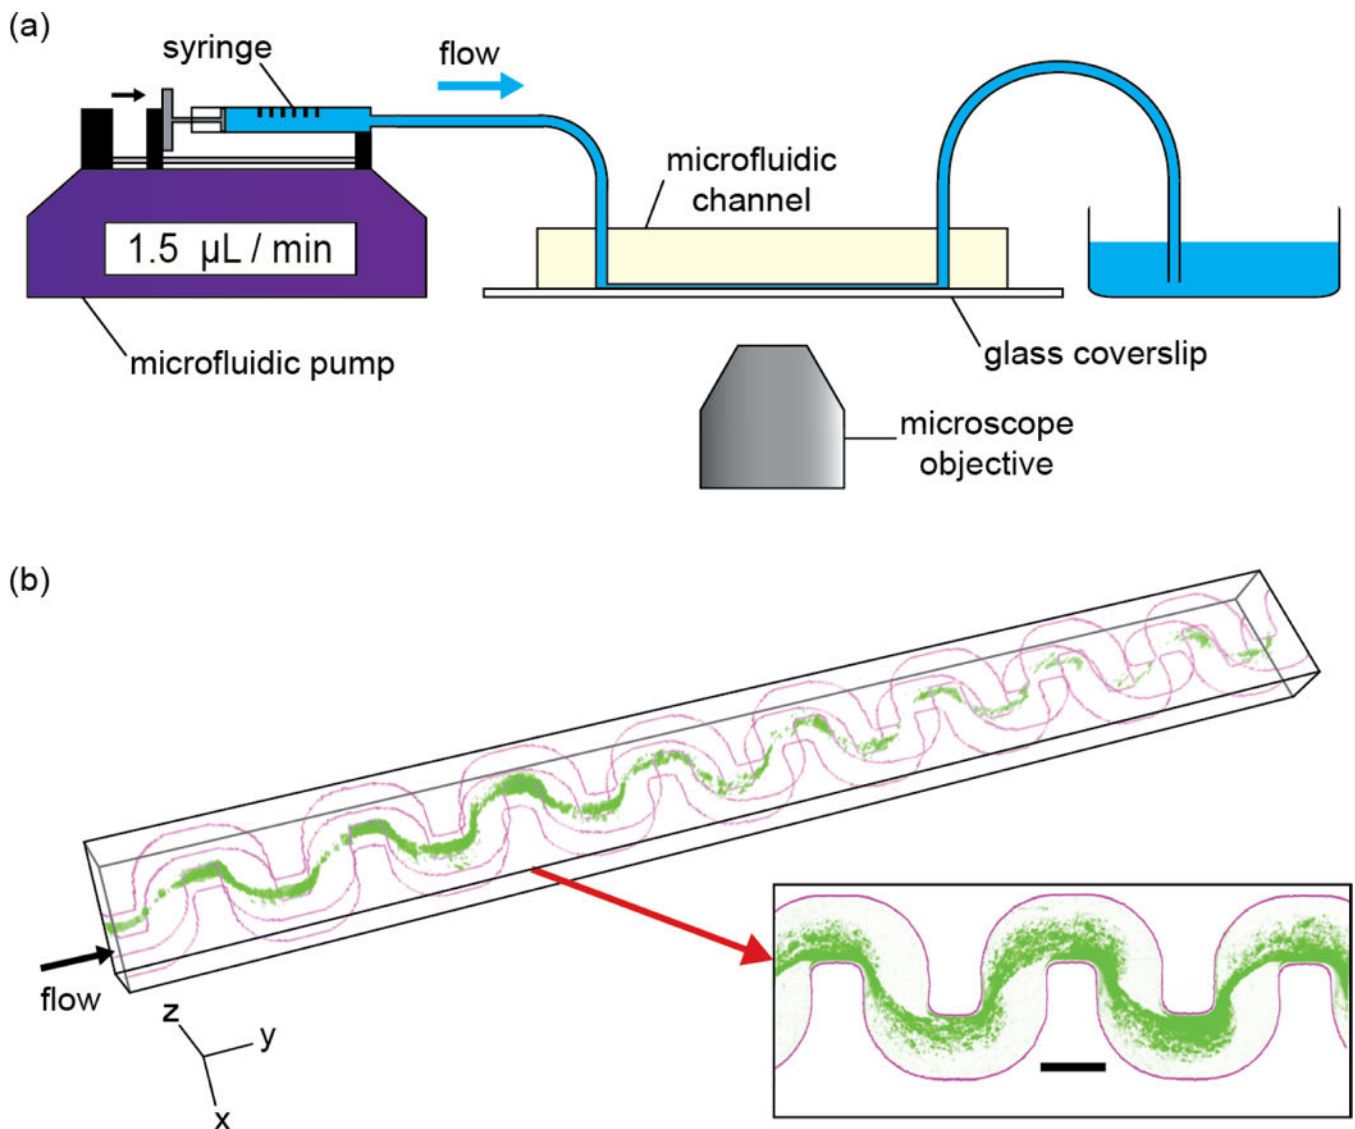 (a)
syringe
flow
microfluidic
channel
1.5 µL / min
microfluidic pump
glass coverslip
microscope
objective
(b)
flow
z
y
x